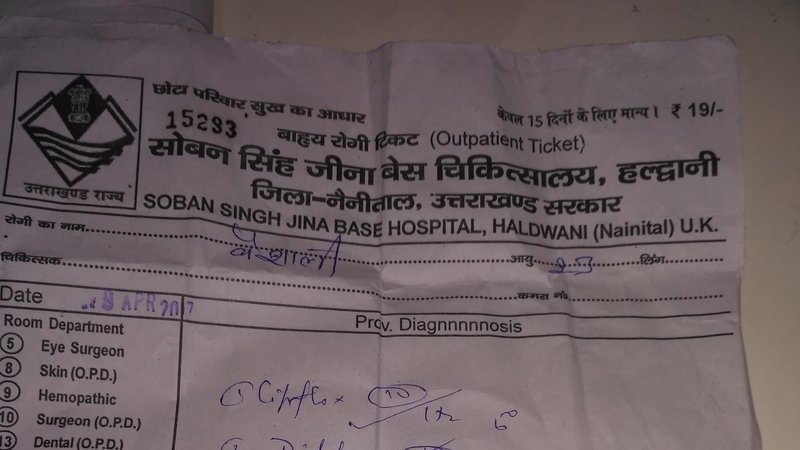 छोटा परिवार सुख का आधार
केवल 15 दिनों के लिए मान्य। ₹ 19/-
15293
बाहृय रोगी टिकट (Outpatient Ticket)
सोबन सिंह जीना बेस चिकित्सालय, हल्द्वानी
जिला-नैनीताल, उत्तराखण्ड सरकार
उत्तराखण्ड राज्य
SOBAN SINGH JINA BASE HOSPITAL, HALDWANI (Nainital) U.K.
रोगी का नाम वैशाली आयु लिंग
चिकित्सक कमरा नं.
Date 9 APR 2017
Prov. Diagnnnnnosis
Room Department
5 Eye Surgeon
8 Skin (O.P.D.)
9 Hemopathic
10 Surgeon (O.P.D.)
13 Dental (O.P.D.)